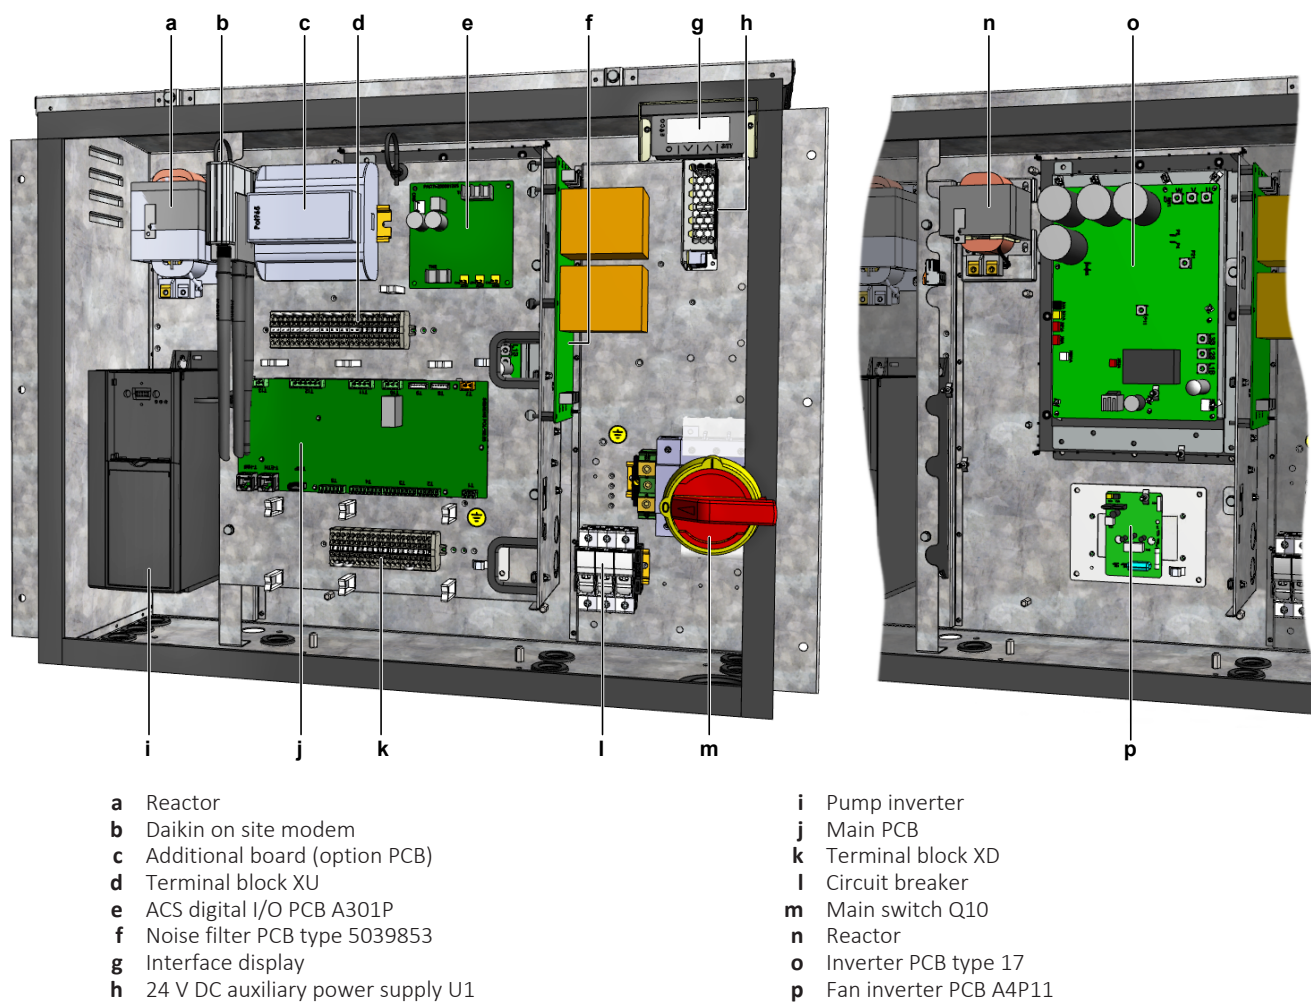 a b c d e f g h n o
Pol965
i j k l m p
a Reactor
b Daikin on site modem
c Additional board (option PCB)
d Terminal block XU
e ACS digital I/O PCB A301P
f Noise filter PCB type 5039853
g Interface display
h 24 V DC auxiliary power supply U1
i Pump inverter
j Main PCB
k Terminal block XD
l Circuit breaker
m Main switch Q10
n Reactor
o Inverter PCB type 17
p Fan inverter PCB A4P11